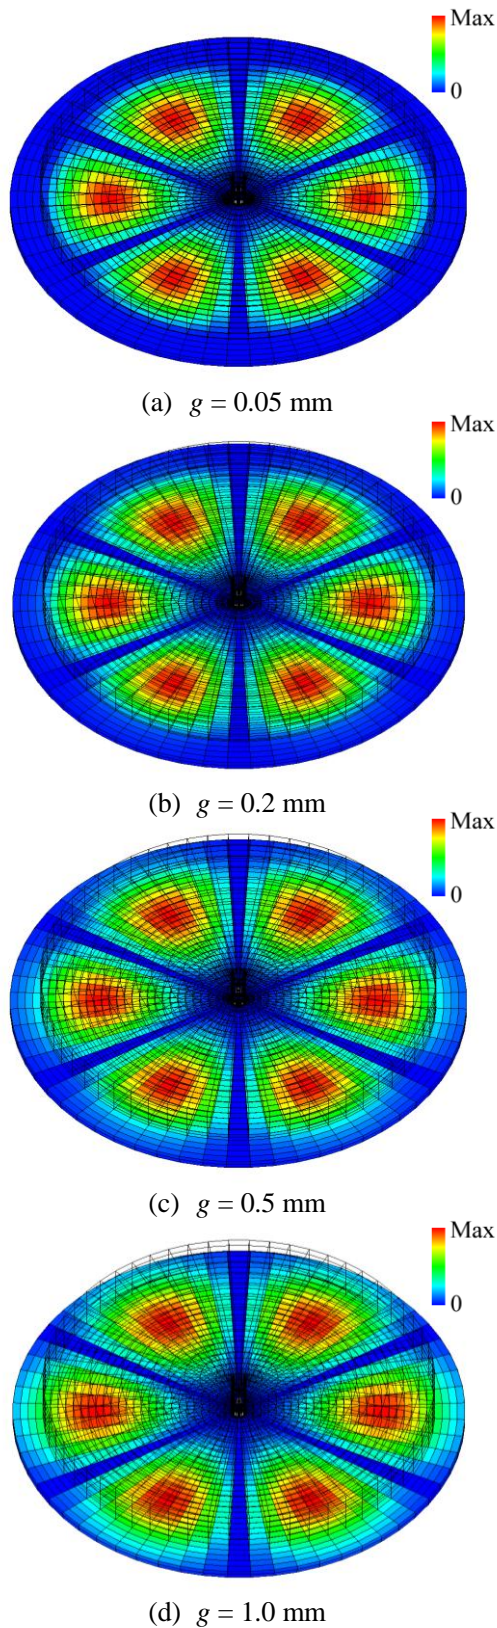 Max
0
(a) g = 0.05 mm
Max
0
(b) g = 0.2 mm
Max
0
(c) g = 0.5 mm
Max
0
(d) g = 1.0 mm